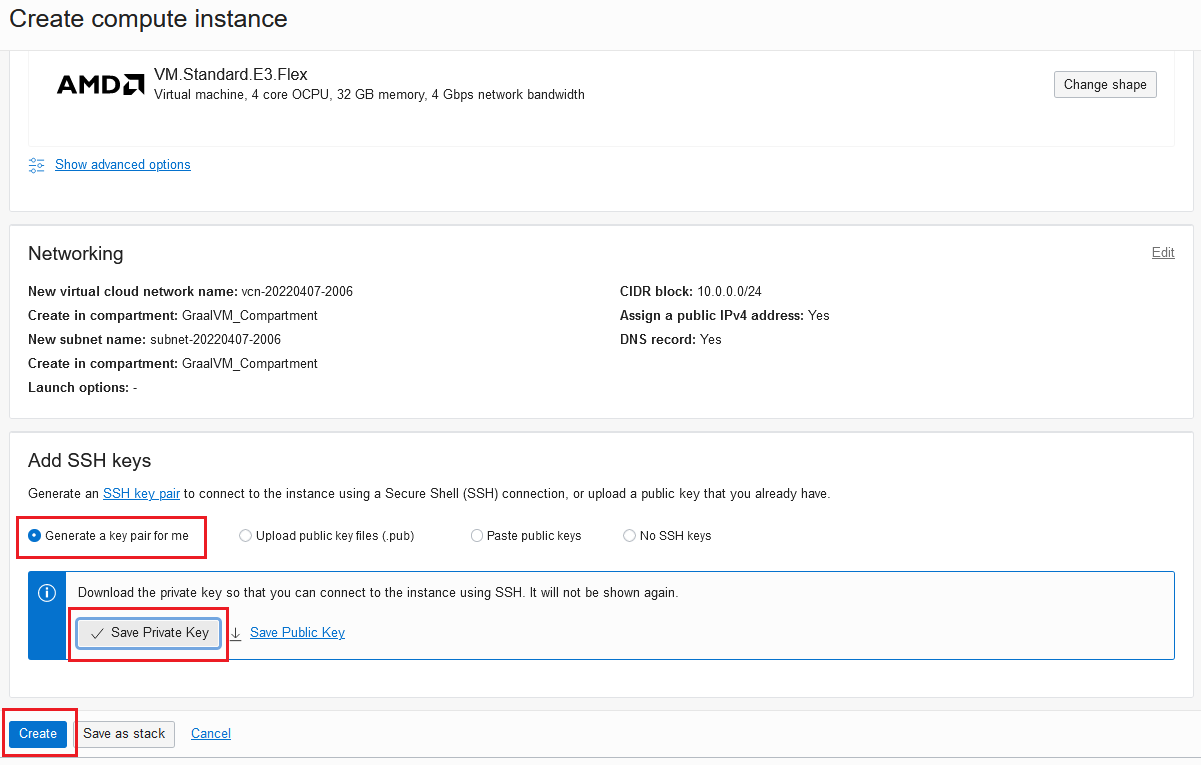 Create compute instance
AMD
VM.Standard.E3.Flex
Virtual machine, 4 core OCPU, 32 GB memory, 4 Gbps network bandwidth
Change shape
Show advanced options
Networking
Edit
New virtual cloud network name: vcn-20220407-2006
Create in compartment: GraalVM_Compartment
New subnet name: subnet-20220407-2006
Create in compartment: GraalVM_Compartment
Launch options: -
CIDR block: 10.0.0.0/24
Assign a public IPv4 address: Yes
DNS record: Yes
Add SSH keys
Generate an SSH key pair to connect to the instance using a Secure Shell (SSH) connection, or upload a public key that you already have.
Generate a key pair for me
Upload public key files (.pub)
Paste public keys
No SSH keys
Download the private key so that you can connect to the instance using SSH. It will not be shown again.
Save Private Key
Save Public Key
Create
Save as stack
Cancel